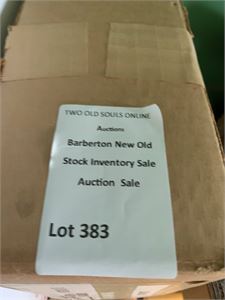 TWO OLD SOULS ONLINE
Auctions
Barberton New Old
Stock Inventory Sale
Auction Sale
Lot 383